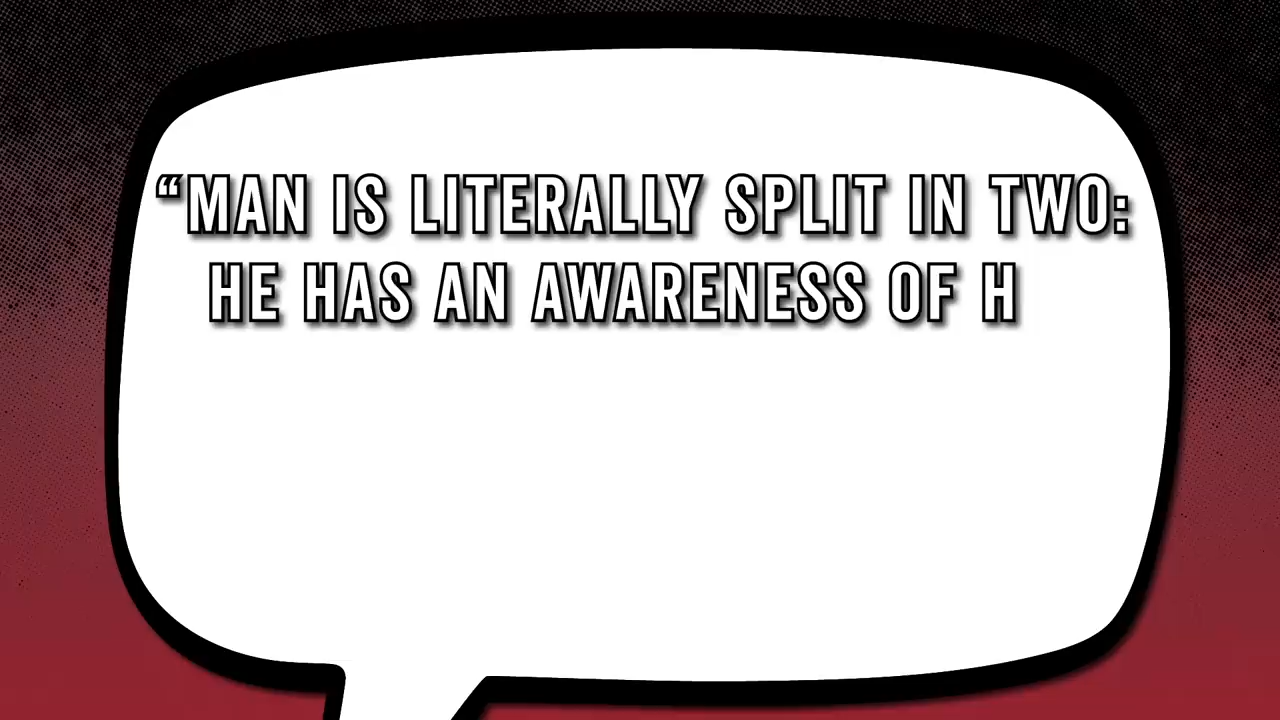 “MAN IS LITERALLY SPLIT IN TWO:
HE HAS AN AWARENESS OF H